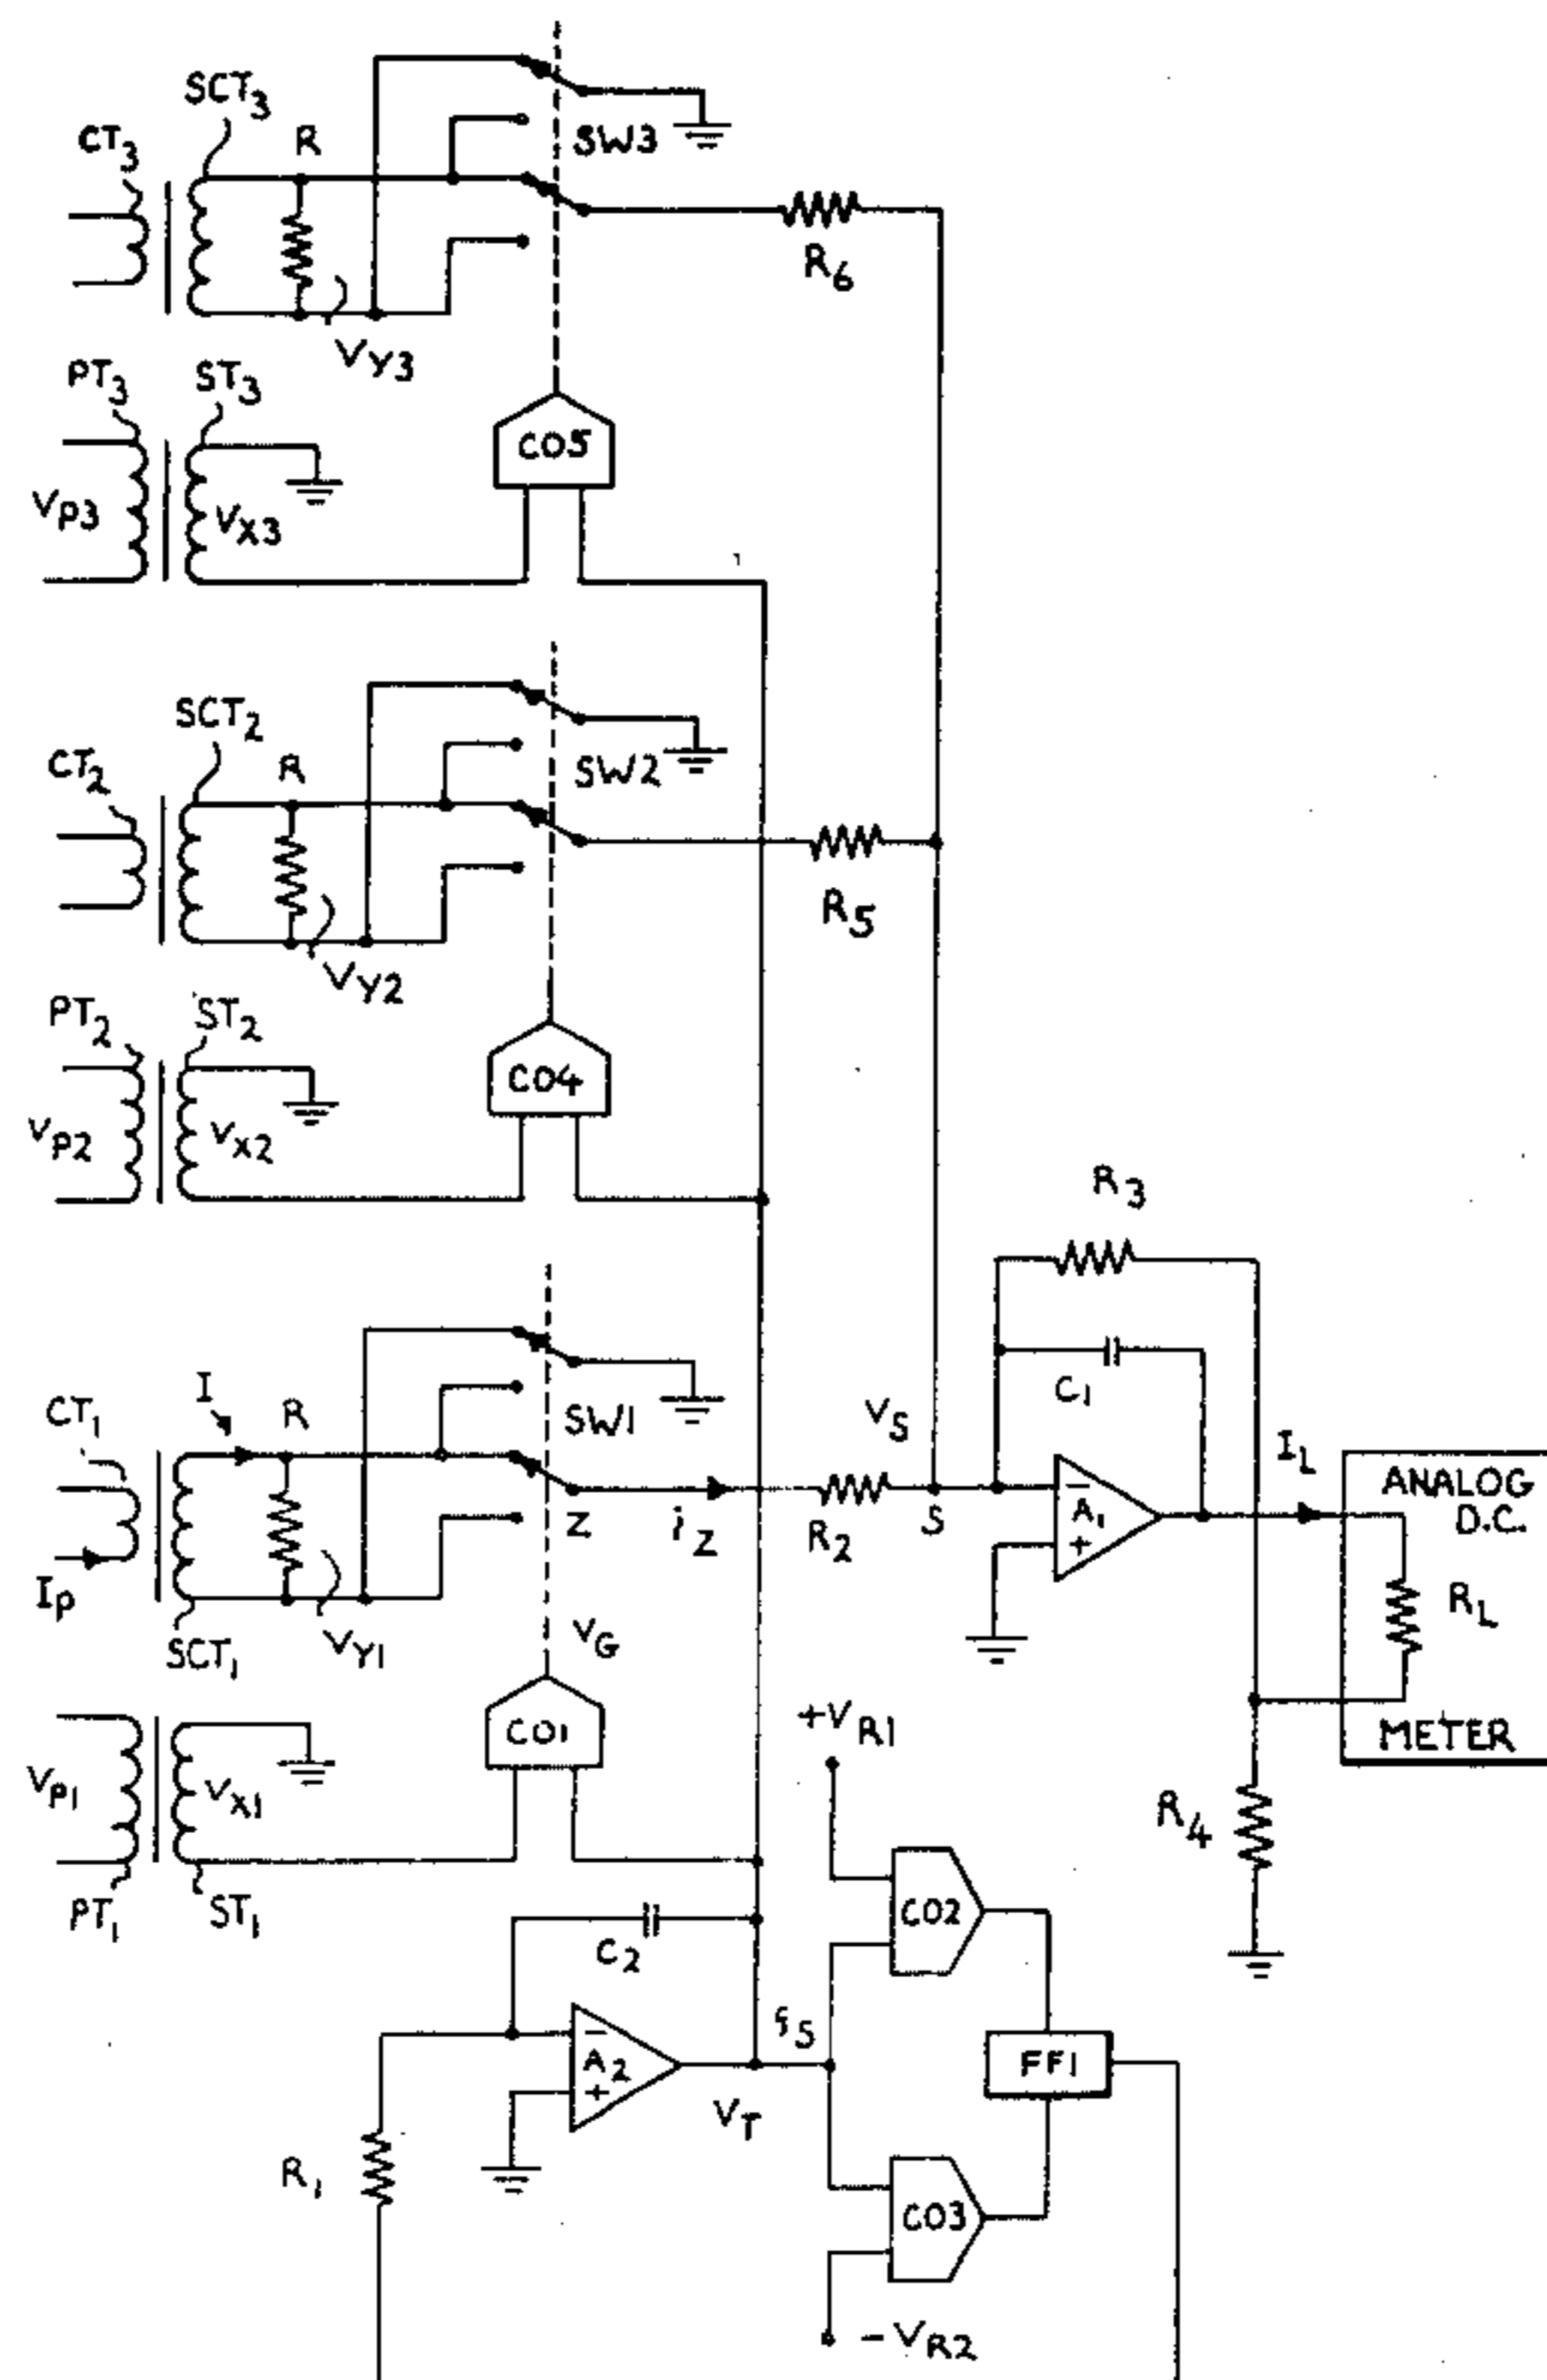 SCT3
CT3
R
SW3
R6
VY3
PT3
ST3
CO5
VP3
VX3
SCT2
CT2
R
SW2
R5
VY2
PT2
ST2
CO4
VP2
VX2
R3
I
CT1
R
SW1
VS
C1
IL
ANALOG
D.C.
A1
Z
iZ
R2
S
IP
RL
SCT1
VY1
VG
CO1
+VR1
METER
VP1
VX1
R4
PT1
ST1
CO2
C2
A2
FF1
VT
R1
CO3
-VR2